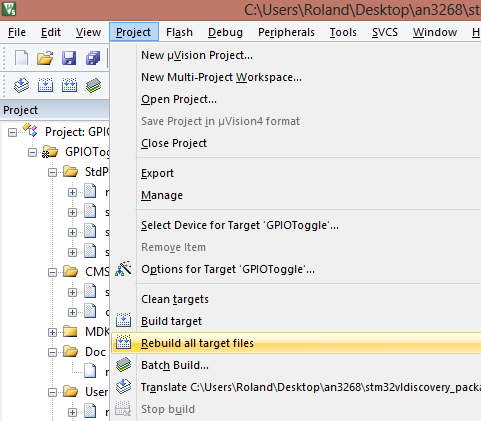 C:\Users\Roland\Desktop\an3268\stm
File Edit View Project Flash Debug Peripherals Tools SVCS Window H
Project
Project: GPIO
GPIOTog
StdP
r
s
s
s
CMS
s
c
MDK
Doc
r
User
r
New µVision Project...
New Multi-Project Workspace...
Open Project...
Save Project in µVision4 format
Close Project
Export
Manage
Select Device for Target 'GPIOToggle'...
Remove Item
Options for Target 'GPIOToggle'...
Clean targets
Build target
Rebuild all target files
Batch Build...
Translate C:\Users\Roland\Desktop\an3268\stm32vldiscovery_packa
Stop build